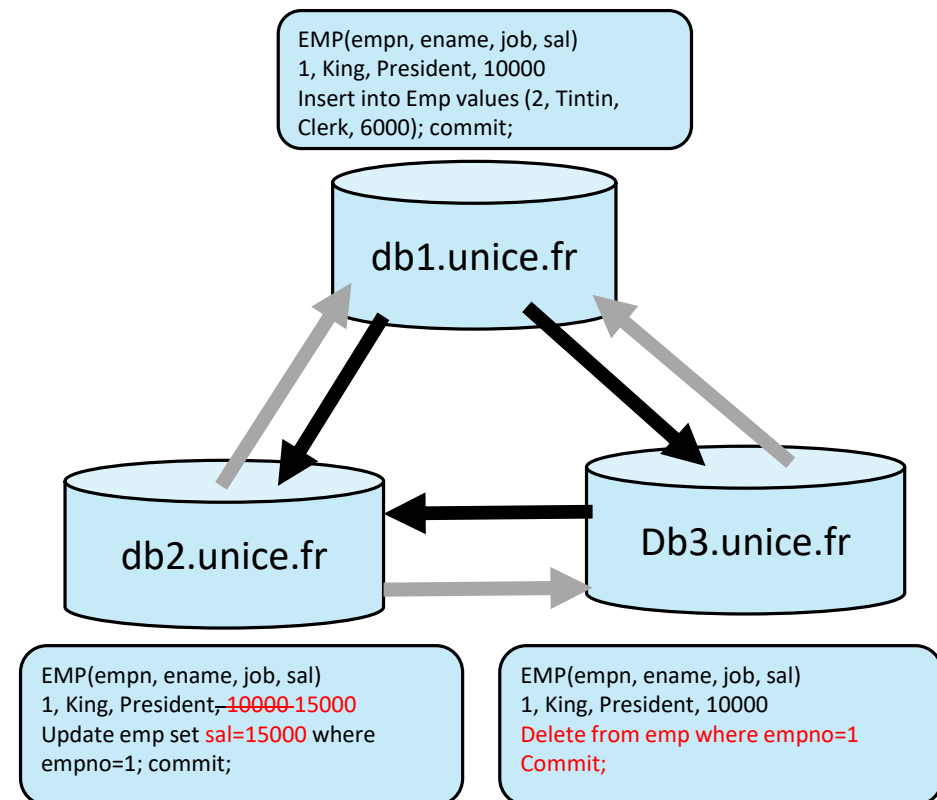 EMP(empn, ename, job, sal)
1, King, President, 10000
Insert into Emp values (2, Tintin,
Clerk, 6000); commit;
db1.unice.fr
db2.unice.fr
Db3.unice.fr
EMP(empn, ename, job, sal)
1, King, President, 10000 15000
Update emp set sal=15000 where
empno=1; commit;
EMP(empn, ename, job, sal)
1, King, President, 10000
Delete from emp where empno=1
Commit;